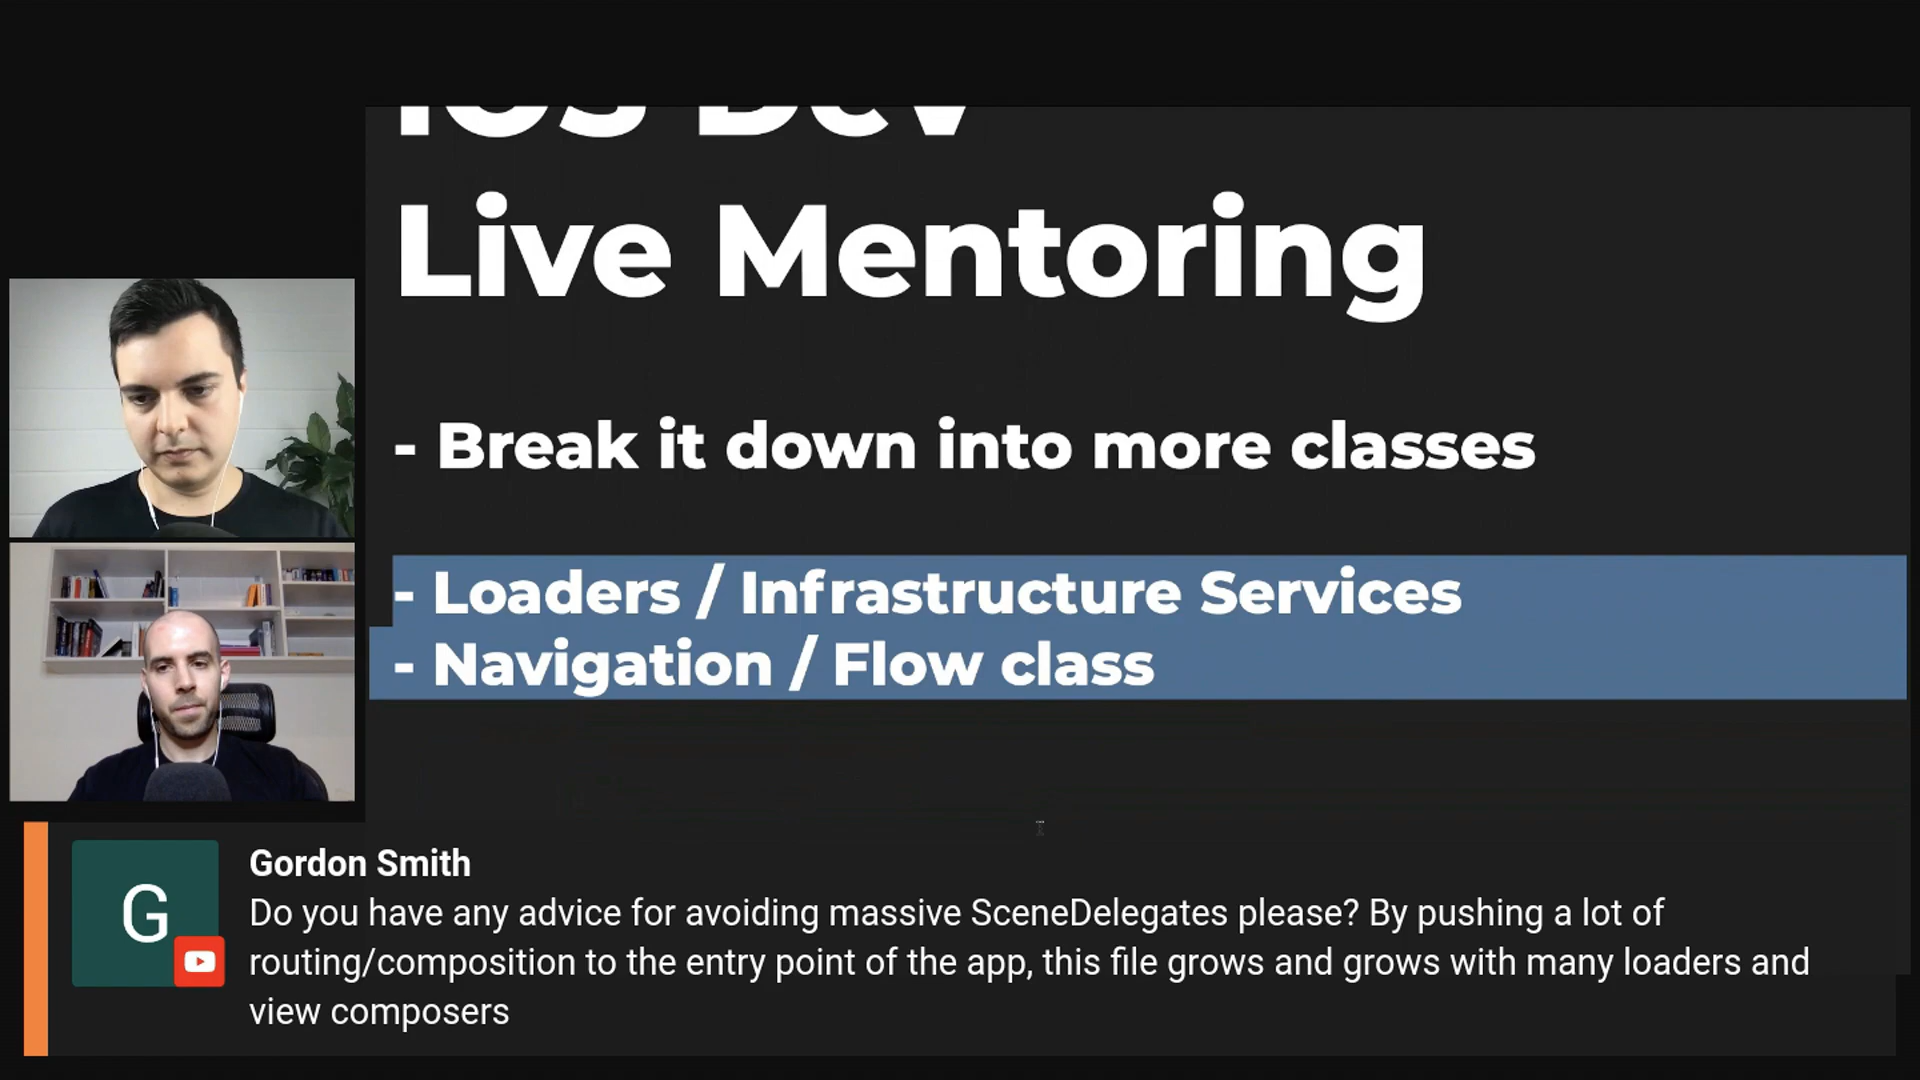 iOS Dev
Live Mentoring
- Break it down into more classes
- Loaders / Infrastructure Services
- Navigation / Flow class
G
Gordon Smith
Do you have any advice for avoiding massive SceneDelegates please? By pushing a lot of
routing/composition to the entry point of the app, this file grows and grows with many loaders and
view composers